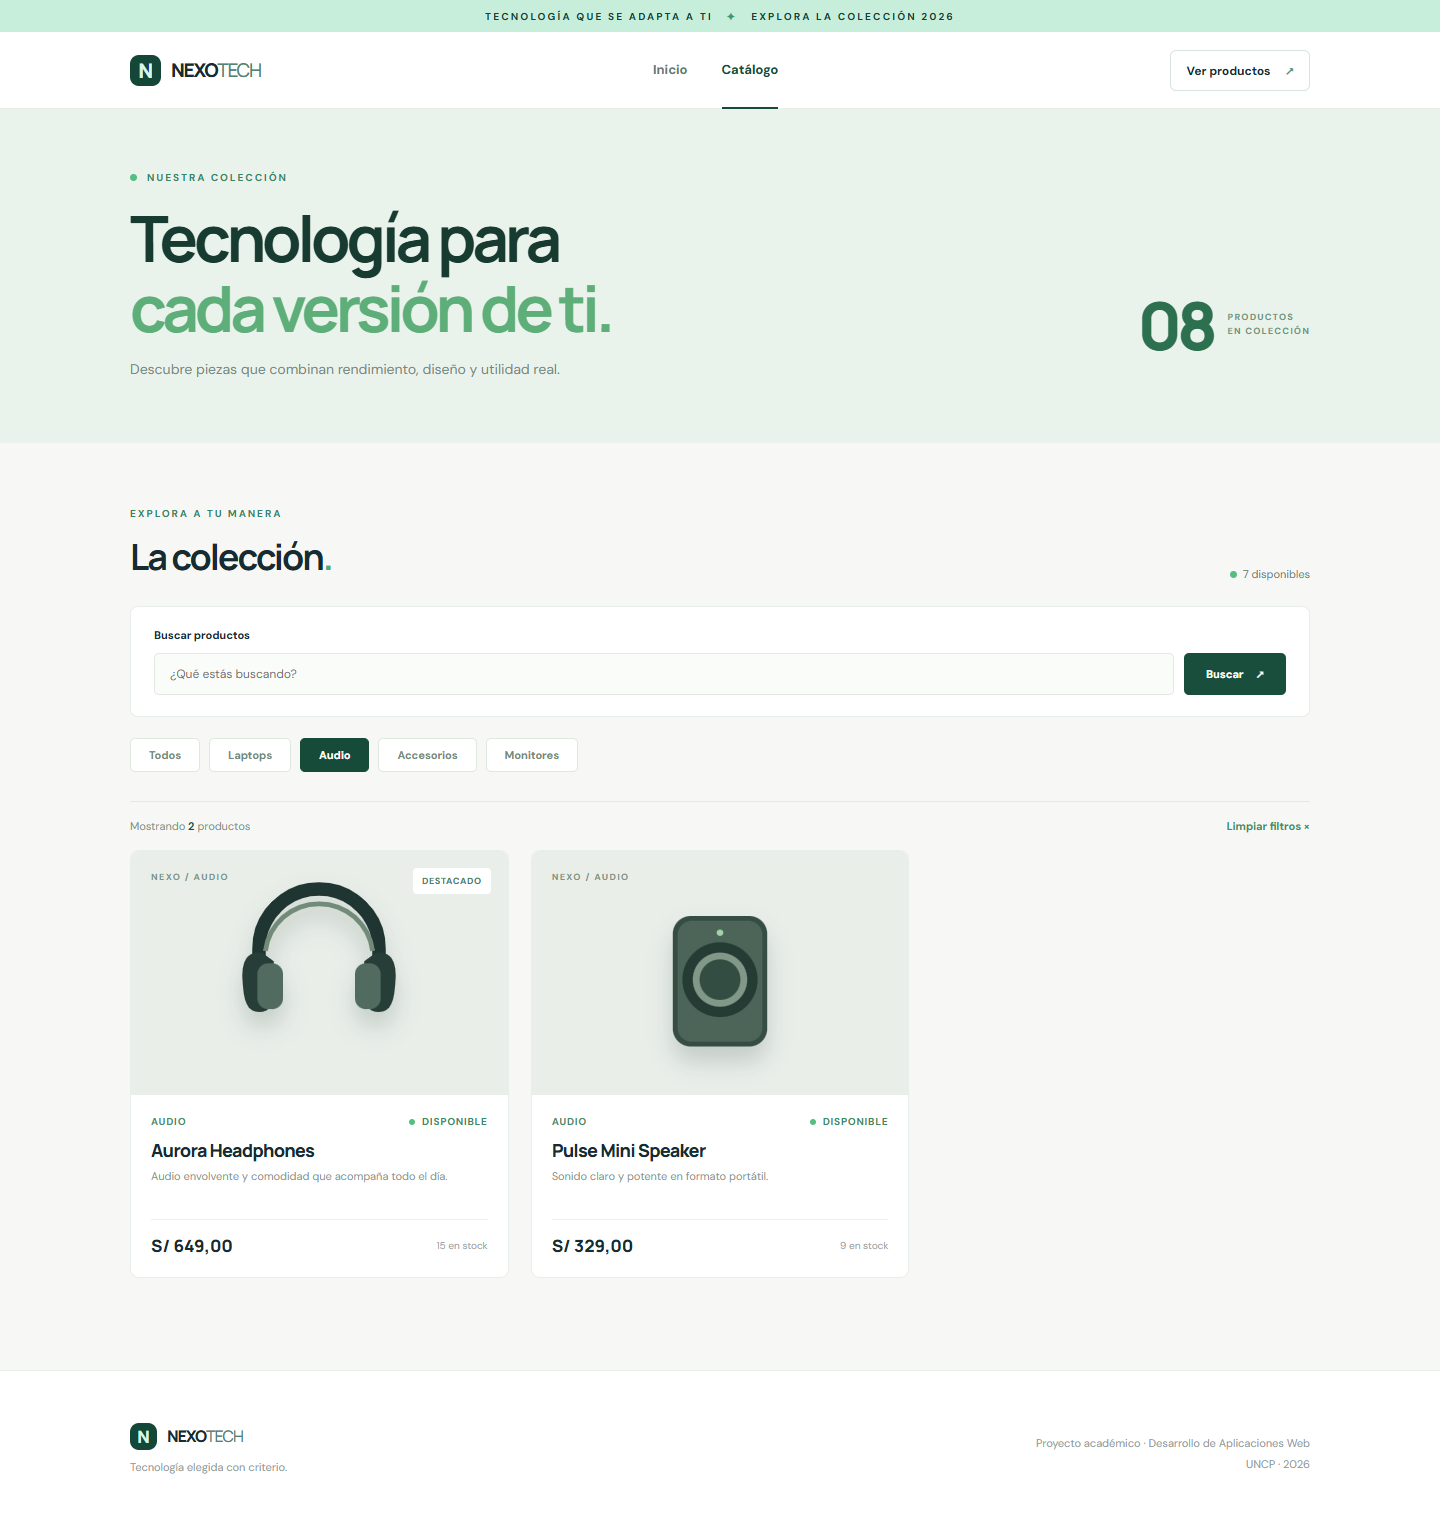 TECNOLOGÍA QUE SE ADAPTA A TI ✦ EXPLORA LA COLECCIÓN 2026
N NEXOTECH
Inicio
Catálogo
Ver productos ↗
NUESTRA COLECCIÓN
Tecnología para
cada versión de ti.
Descubre piezas que combinan rendimiento, diseño y utilidad real.
08
PRODUCTOS
EN COLECCIÓN
EXPLORA A TU MANERA
La colección.
7 disponibles
Buscar productos
¿Qué estás buscando?
Buscar ↗
Todos
Laptops
Audio
Accesorios
Monitores
Mostrando 2 productos
Limpiar filtros ×
NEXO / AUDIO
DESTACADO
AUDIO
DISPONIBLE
Aurora Headphones
Audio envolvente y comodidad que acompaña todo el día.
S/ 649,00
15 en stock
NEXO / AUDIO
AUDIO
DISPONIBLE
Pulse Mini Speaker
Sonido claro y potente en formato portátil.
S/ 329,00
9 en stock
N NEXOTECH
Tecnología elegida con criterio.
Proyecto académico · Desarrollo de Aplicaciones Web
UNCP · 2026